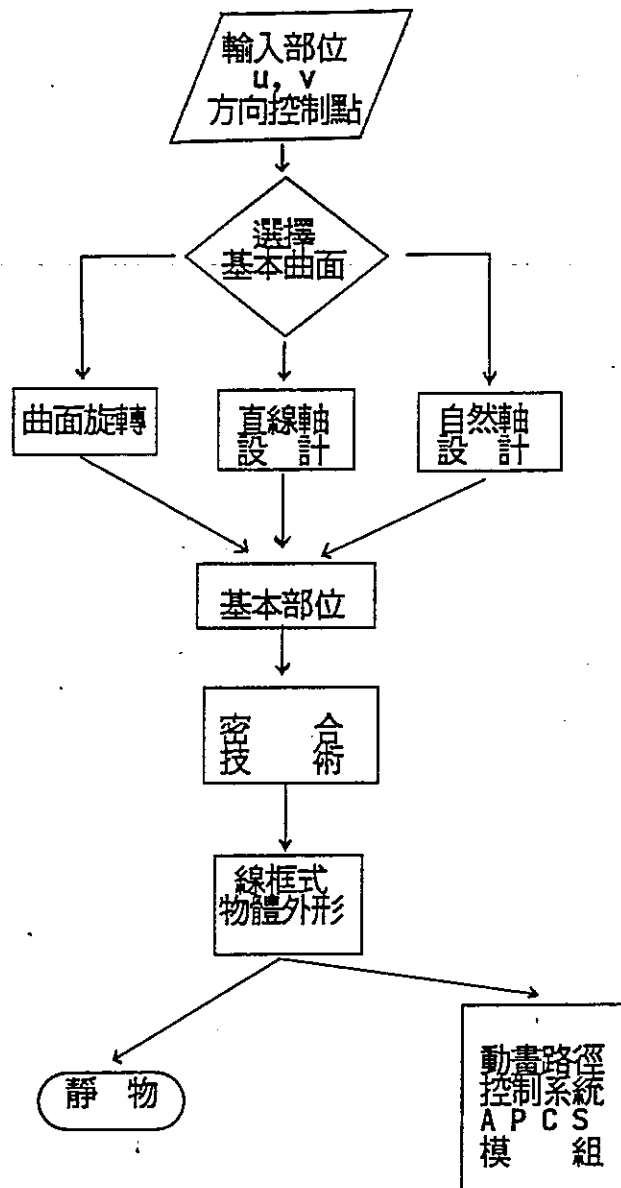 輸入部位
u, v
方向控制點
選擇
基本曲面
曲面旋轉
直線軸
設 計
自然軸
設 計
基本部位
密 合
技 術
線框式
物體外形
靜 物
動畫路徑
控制系統
A P C S
模 組